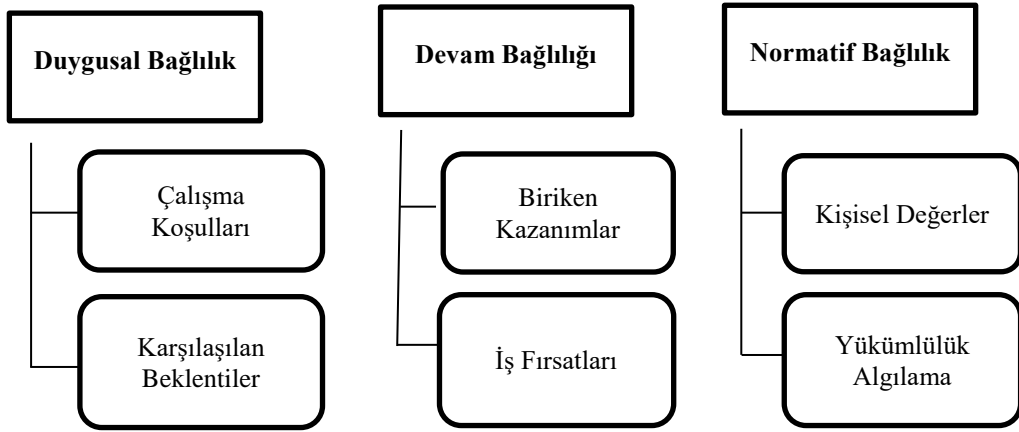 Duygusal Bağlılık
Devam Bağlılığı
Normatif Bağlılık
Çalışma
Koşulları
Biriken
Kazanımlar
Kişisel Değerler
Karşılaşılan
Beklentiler
İş Fırsatları
Yükümlülük
Algılama